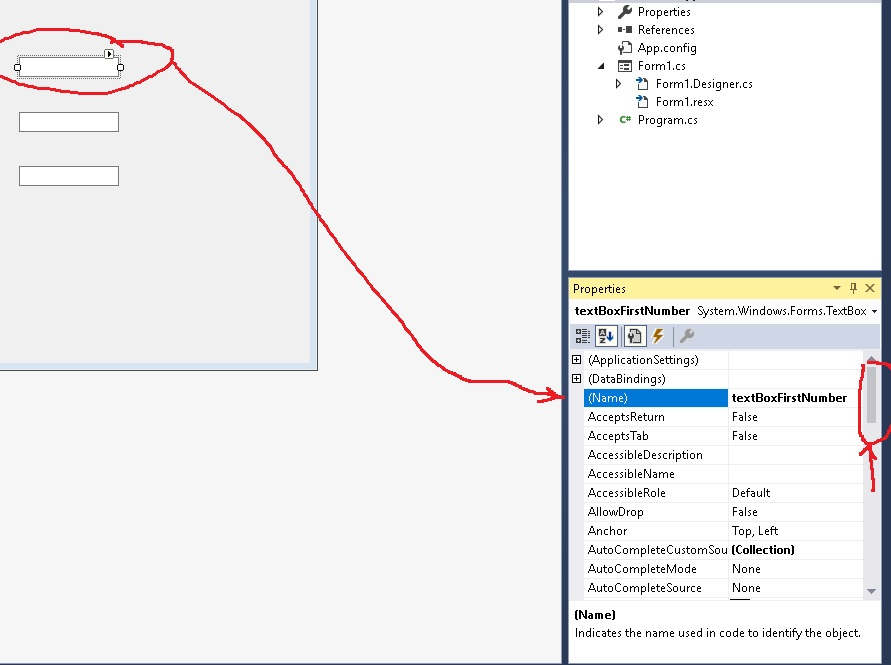 Properties
References
App.config
Form1.cs
Form1.Designer.cs
Form1.resx
C# Program.cs
Properties
textBoxFirstNumber System.Windows.Forms.TextBox
(ApplicationSettings)
(DataBindings)
(Name) textBoxFirstNumber
AcceptsReturn False
AcceptsTab False
AccessibleDescription
AccessibleName
AccessibleRole Default
AllowDrop False
Anchor Top, Left
AutoCompleteCustomSou (Collection)
AutoCompleteMode None
AutoCompleteSource None
(Name)
Indicates the name used in code to identify the object.